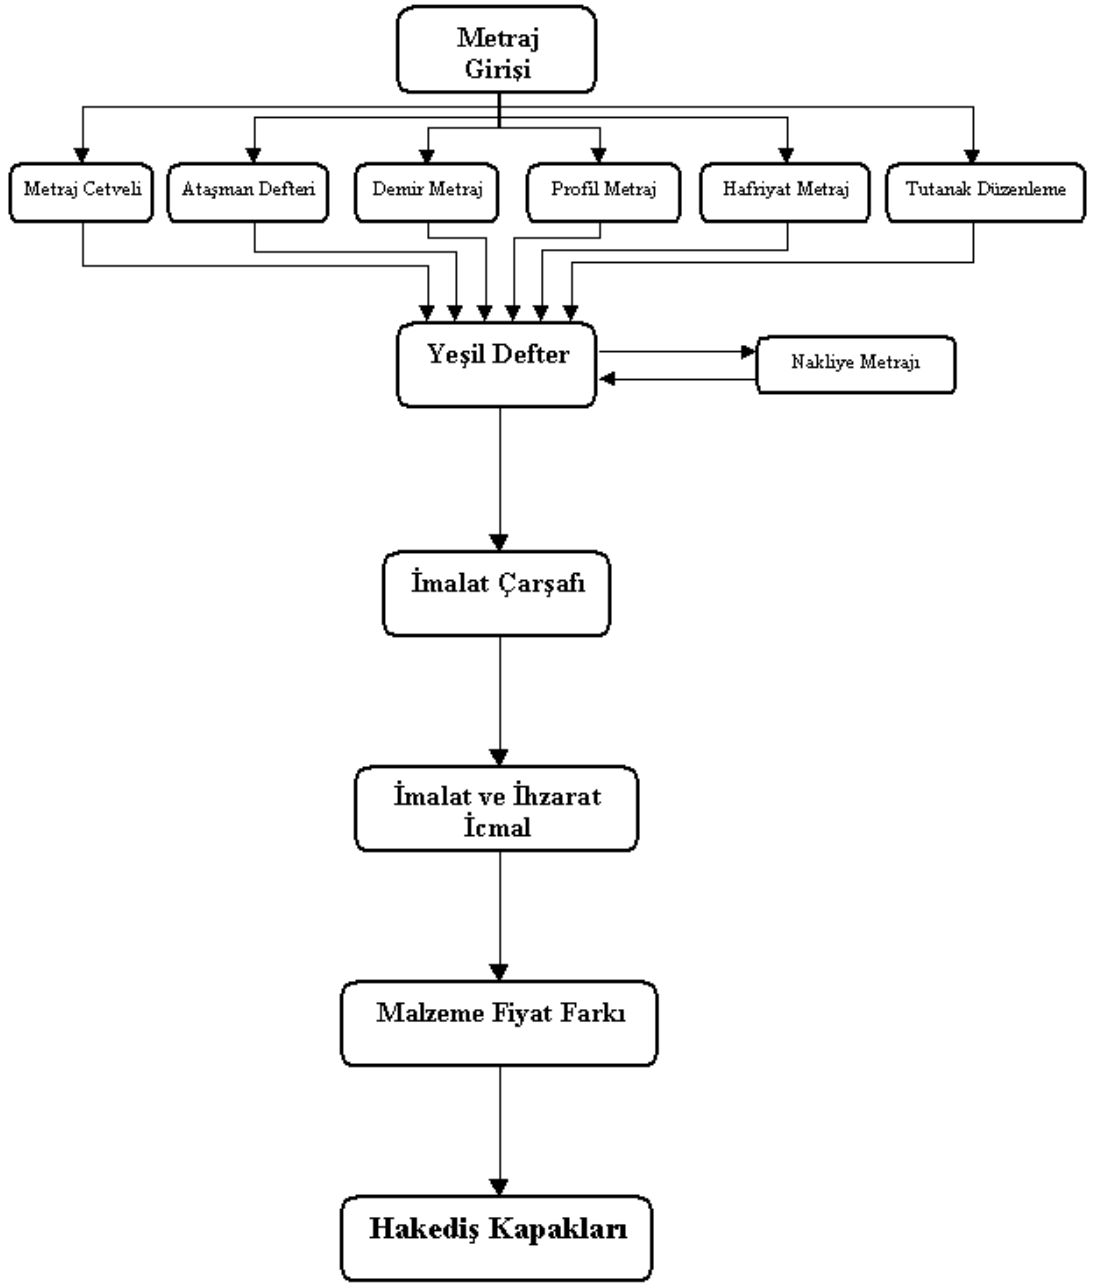 Metraj
Girişi
Metraj Cetveli
Ataşman Defteri
Demir Metraj
Profil Metraj
Hafriyat Metraj
Tutanak Düzenleme
Yeşil Defter
Nakliye Metrajı
İmalat Çarşafı
İmalat ve İhzarat
İcmal
Malzeme Fiyat Farkı
Hakediş Kapakları